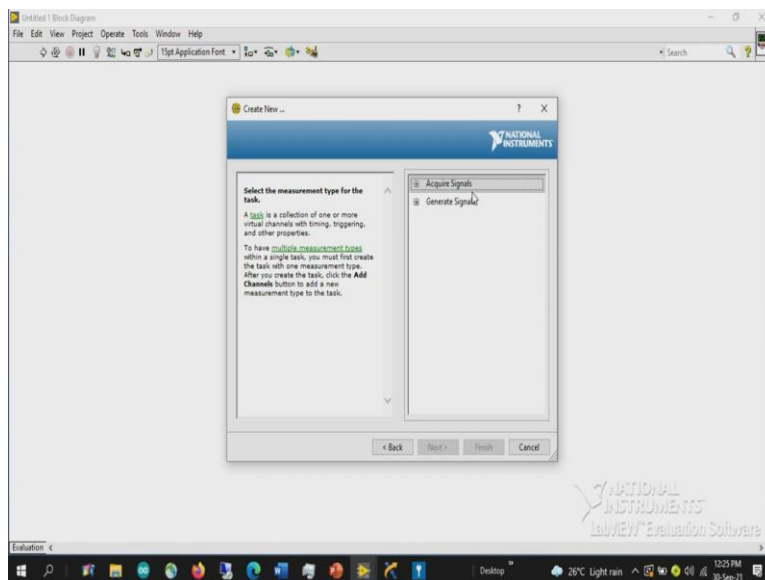 Untitled 1 Block Diagram
File Edit View Project Operate Tools Window Help
15pt Application Font
Search
Create New ...
NATIONAL
INSTRUMENTS
Select the measurement type for the
task.
A task is a collection of one or more
virtual channels with timing, triggering,
and other properties.
To have multiple measurement types
within a single task, you must first create
the task with one measurement type.
After you create the task, click the Add
Channels button to add a new
measurement type to the task.
Acquire Signals
Generate Signals
< Back Next > Finish Cancel
NATIONAL
INSTRUMENTS
LabVIEW™ Evaluation Software
Evaluation
Desktop
26°C Light rain
12:25 PM
30-Sep-21